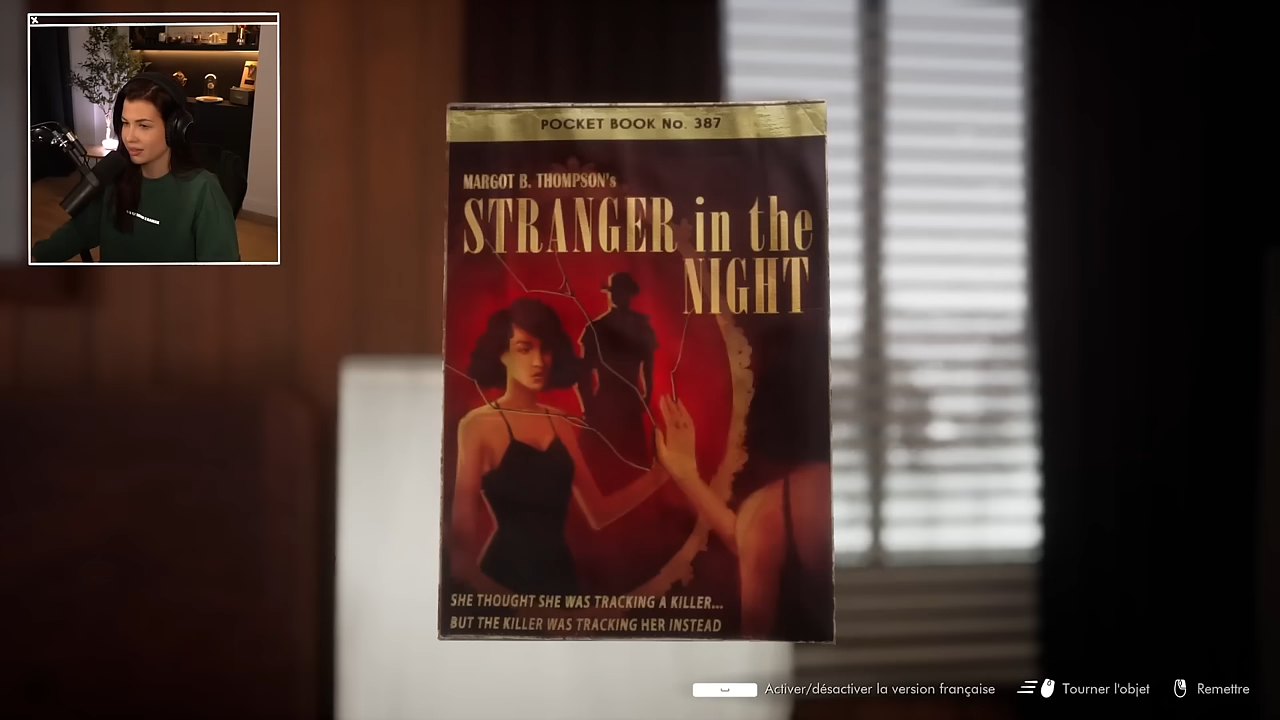 POCKET BOOK No. 387
MARGOT B. THOMPSON's
STRANGER in the
NIGHT
SHE THOUGHT SHE WAS TRACKING A KILLER...
BUT THE KILLER WAS TRACKING HER INSTEAD
Activer/désactiver la version française
Tourner l'objet
Remettre